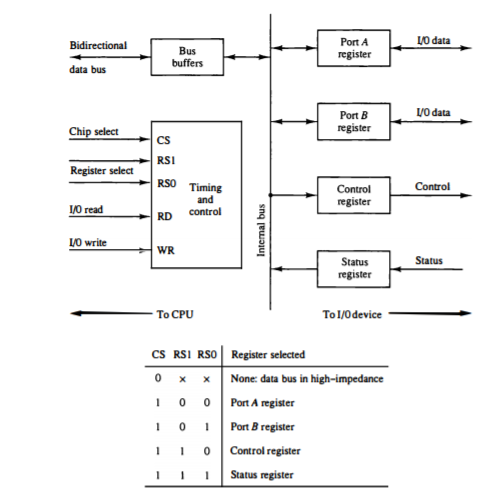 Bidirectional
data bus
Bus
buffers
Port A
register
I/O data
Port B
register
I/O data
Chip select
CS
RS1
Register select
RS0
Timing
and
control
I/O read
RD
I/O write
WR
Internal bus
Control
register
Control
Status
register
Status
To CPU
To I/O device
CS RS1 RS0 Register selected
0 × × None: data bus in high-impedance
1 0 0 Port A register
1 0 1 Port B register
1 1 0 Control register
1 1 1 Status register